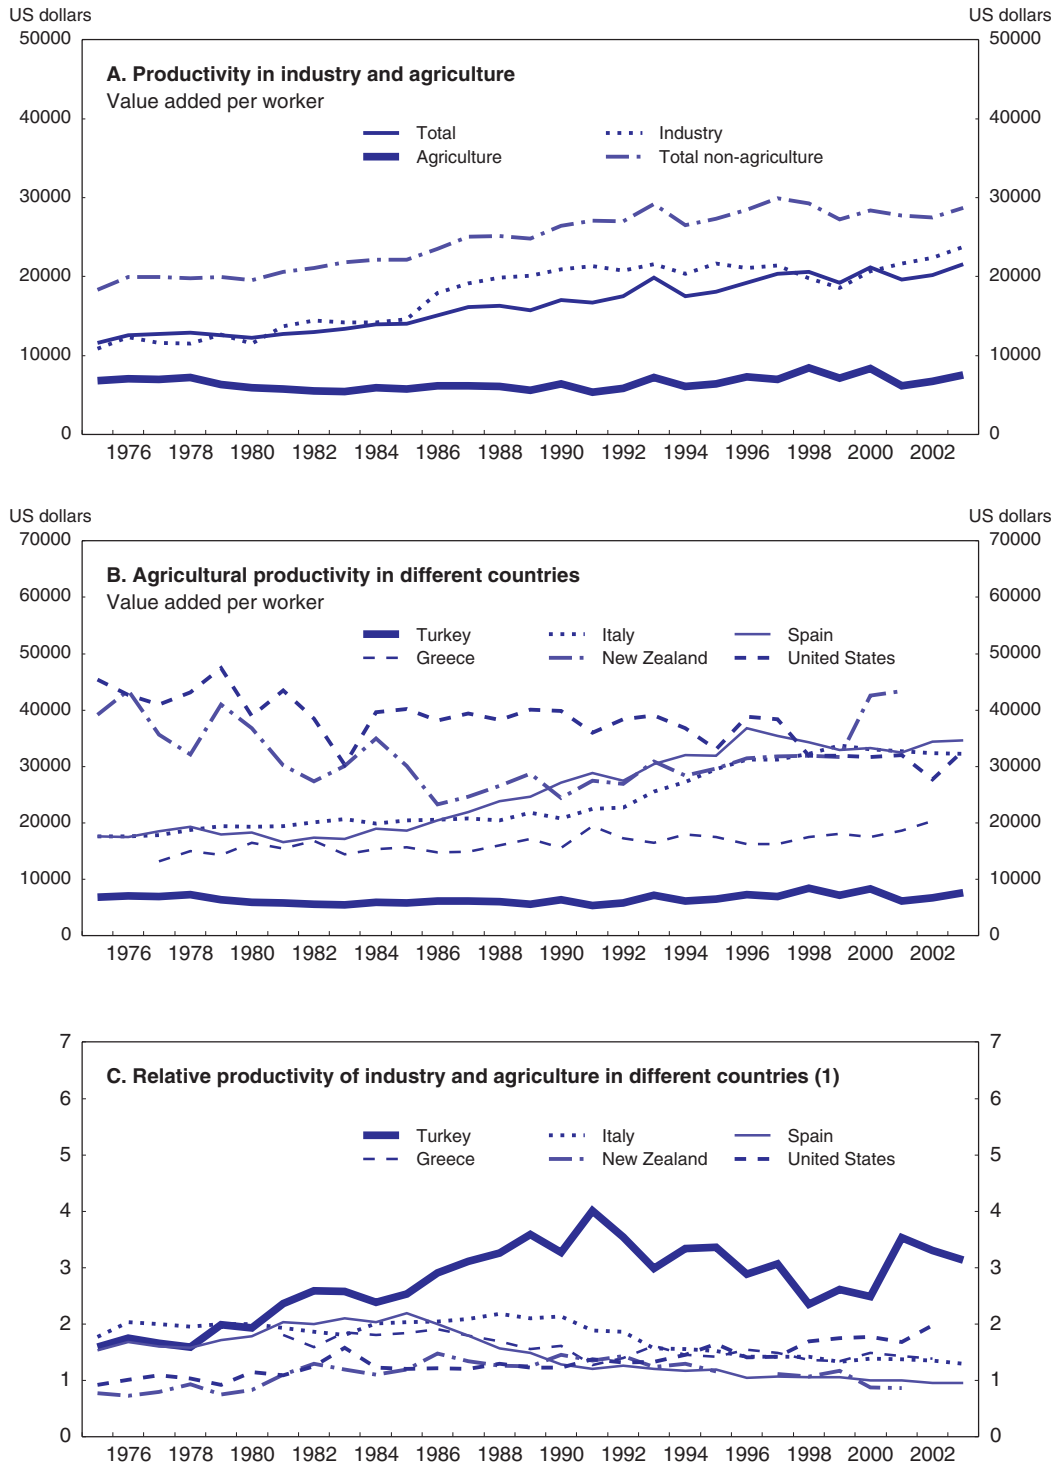 US dollars US dollars
50000 50000
A. Productivity in industry and agriculture
Value added per worker
40000 40000
Total Industry
Agriculture Total non-agriculture
30000 30000
20000 20000
10000 10000
0 0
1976 1978 1980 1982 1984 1986 1988 1990 1992 1994 1996 1998 2000 2002
US dollars US dollars
70000 70000
B. Agricultural productivity in different countries
60000 60000
Value added per worker
Turkey Italy Spain
Greece New Zealand United States
50000 50000
40000 40000
30000 30000
20000 20000
10000 10000
0 0
1976 1978 1980 1982 1984 1986 1988 1990 1992 1994 1996 1998 2000 2002
7 7
C. Relative productivity of industry and agriculture in different countries (1)
6 6
Turkey Italy Spain
5 5
Greece New Zealand United States
4 4
3 3
2 2
1 1
0 0
1976 1978 1980 1982 1984 1986 1988 1990 1992 1994 1996 1998 2000 2002